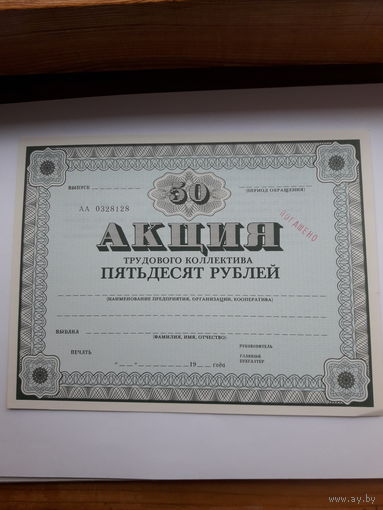 50
ВЫПУСК
(ПЕРИОД ОБРАЩЕНИЯ)
АА 0328128
ПОГАШЕНО
АКЦИЯ
ТРУДОВОГО КОЛЛЕКТИВА
ПЯТЬДЕСЯТ РУБЛЕЙ
(НАИМЕНОВАНИЕ ПРЕДПРИЯТИЯ, ОРГАНИЗАЦИИ, КООПЕРАТИВА)
ВЫДАНА
(ФАМИЛИЯ, ИМЯ, ОТЧЕСТВО)
РУКОВОДИТЕЛЬ
ПЕЧАТЬ
ГЛАВНЫЙ
БУХГАЛТЕР
" " 19 года
www.ay.by